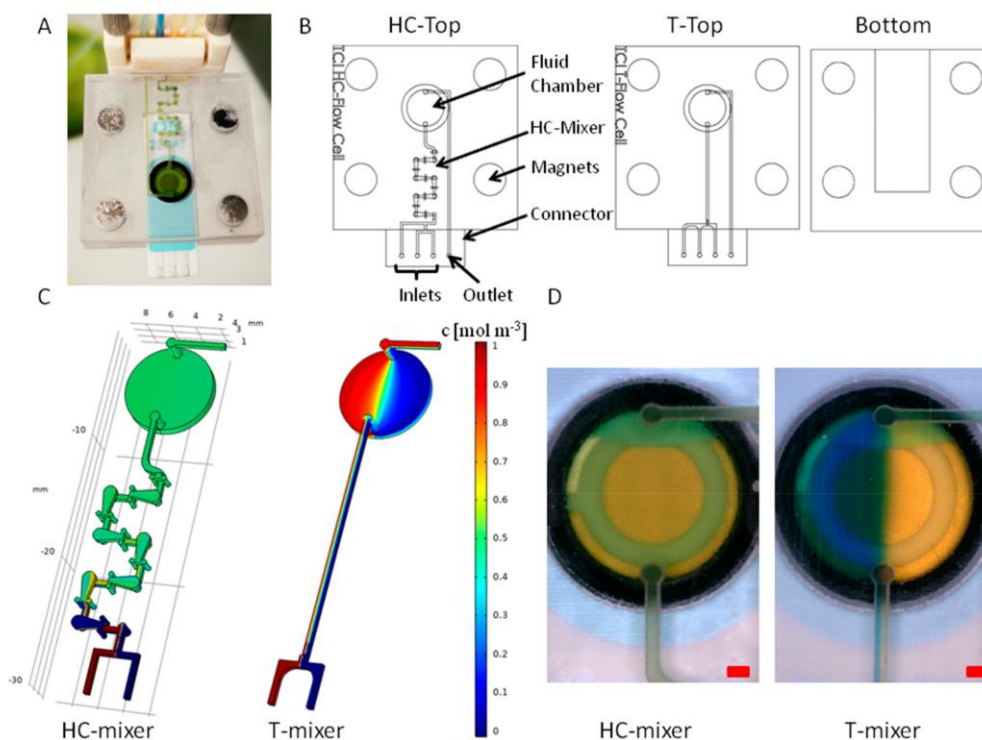 A
B
HC-Top
T-Top
Bottom
ICI HC-Flow Cell
ICI T-Flow Cell
Fluid
Chamber
HC-Mixer
Magnets
Connector
Inlets
Outlet
C
8
6
4
2
4
3
1
mm
-10
mm
-20
-30
c [mol m-3]
1
0.9
0.8
0.7
0.6
0.5
0.4
0.3
0.2
0.1
0
HC-mixer
T-mixer
D
HC-mixer
T-mixer